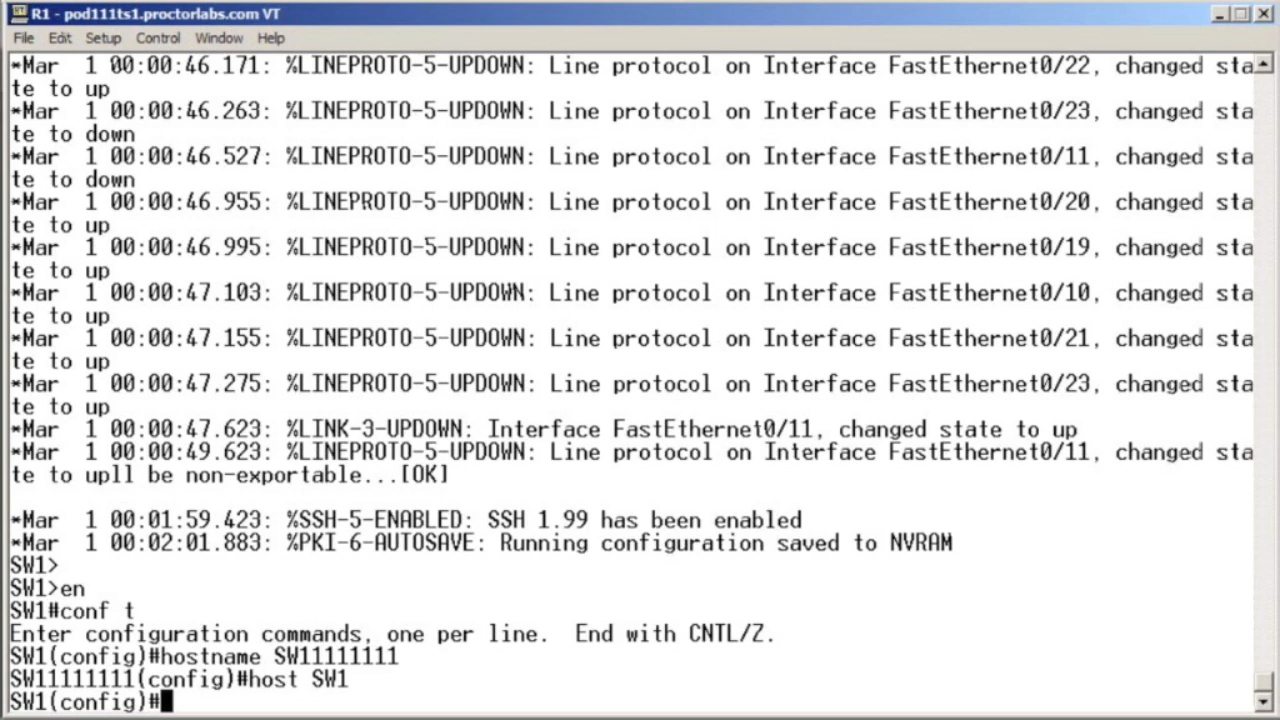 R1 - pod111ts1.proctorlabs.com VT
File Edit Setup Control Window Help
*Mar  1 00:00:46.171: %LINEPROTO-5-UPDOWN: Line protocol on Interface FastEthernet0/22, changed sta
te to up
*Mar  1 00:00:46.263: %LINEPROTO-5-UPDOWN: Line protocol on Interface FastEthernet0/23, changed sta
te to down
*Mar  1 00:00:46.527: %LINEPROTO-5-UPDOWN: Line protocol on Interface FastEthernet0/11, changed sta
te to down
*Mar  1 00:00:46.955: %LINEPROTO-5-UPDOWN: Line protocol on Interface FastEthernet0/20, changed sta
te to up
*Mar  1 00:00:46.995: %LINEPROTO-5-UPDOWN: Line protocol on Interface FastEthernet0/19, changed sta
te to up
*Mar  1 00:00:47.103: %LINEPROTO-5-UPDOWN: Line protocol on Interface FastEthernet0/10, changed sta
te to up
*Mar  1 00:00:47.155: %LINEPROTO-5-UPDOWN: Line protocol on Interface FastEthernet0/21, changed sta
te to up
*Mar  1 00:00:47.275: %LINEPROTO-5-UPDOWN: Line protocol on Interface FastEthernet0/23, changed sta
te to up
*Mar  1 00:00:47.623: %LINK-3-UPDOWN: Interface FastEthernet0/11, changed state to up
*Mar  1 00:00:49.623: %LINEPROTO-5-UPDOWN: Line protocol on Interface FastEthernet0/11, changed sta
te to upll be non-exportable...[OK]
*Mar  1 00:01:59.423: %SSH-5-ENABLED: SSH 1.99 has been enabled
*Mar  1 00:02:01.883: %PKI-6-AUTOSAVE: Running configuration saved to NVRAM
SW1>
SW1>en
SW1#conf t
Enter configuration commands, one per line.  End with CNTL/Z.
SW1(config)#hostname SW11111111
SW11111111(config)#host SW1
SW1(config)#